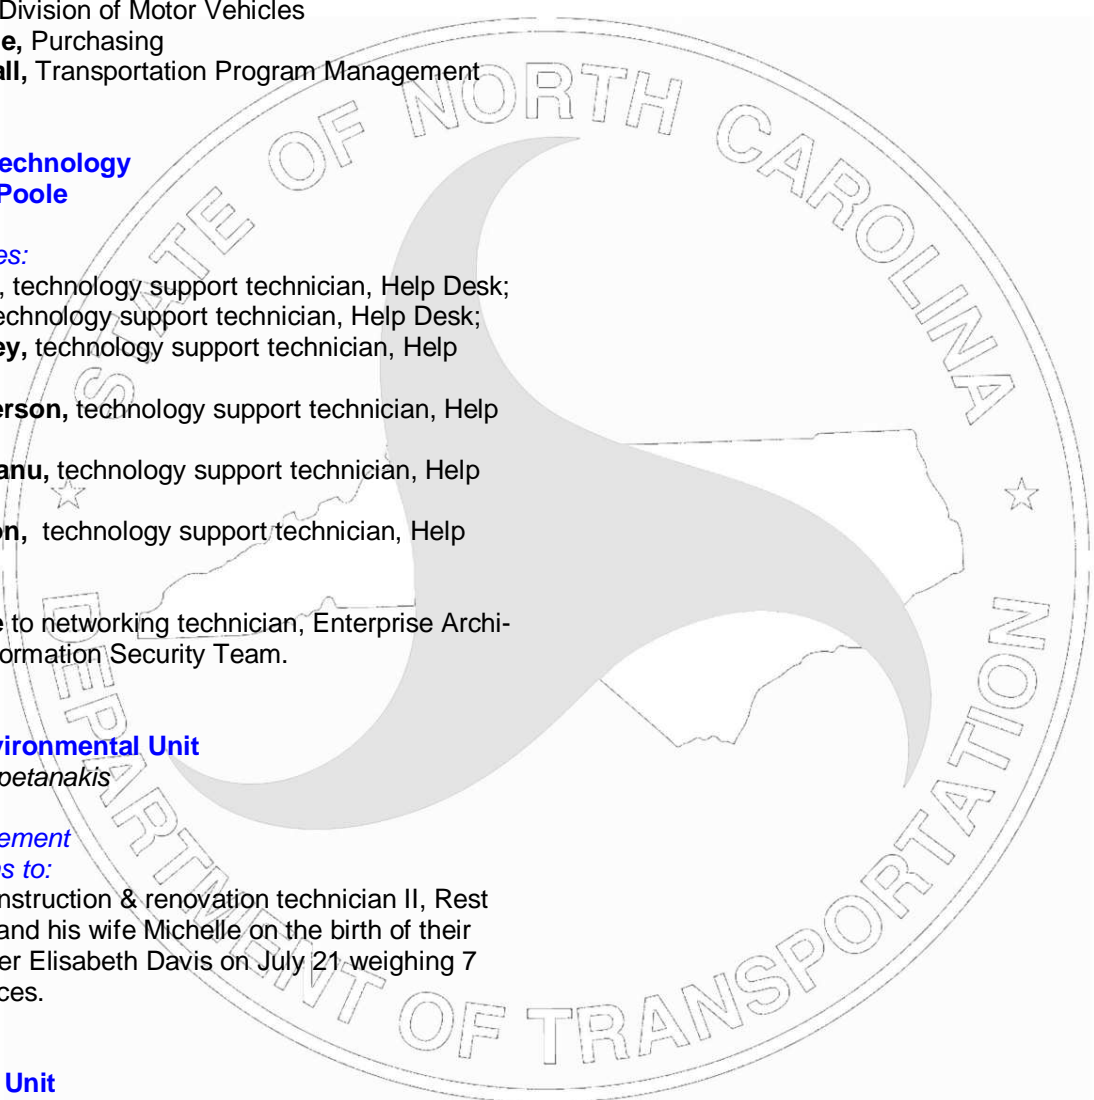 Division of Motor Vehicles
e, Purchasing
all, Transportation Program Management
echnology
Poole
es:
, technology support technician, Help Desk;
echnology support technician, Help Desk;
ey, technology support technician, Help
erson, technology support technician, Help
anu, technology support technician, Help
on, technology support technician, Help
e to networking technician, Enterprise Archi-
ormation Security Team.
vironmental Unit
petanakis
ement
s to:
nstruction & renovation technician II, Rest
and his wife Michelle on the birth of their
er Elisabeth Davis on July 21 weighing 7
ces.
Unit
STATE OF NORTH CAROLINA
DEPARTMENT OF TRANSPORTATION